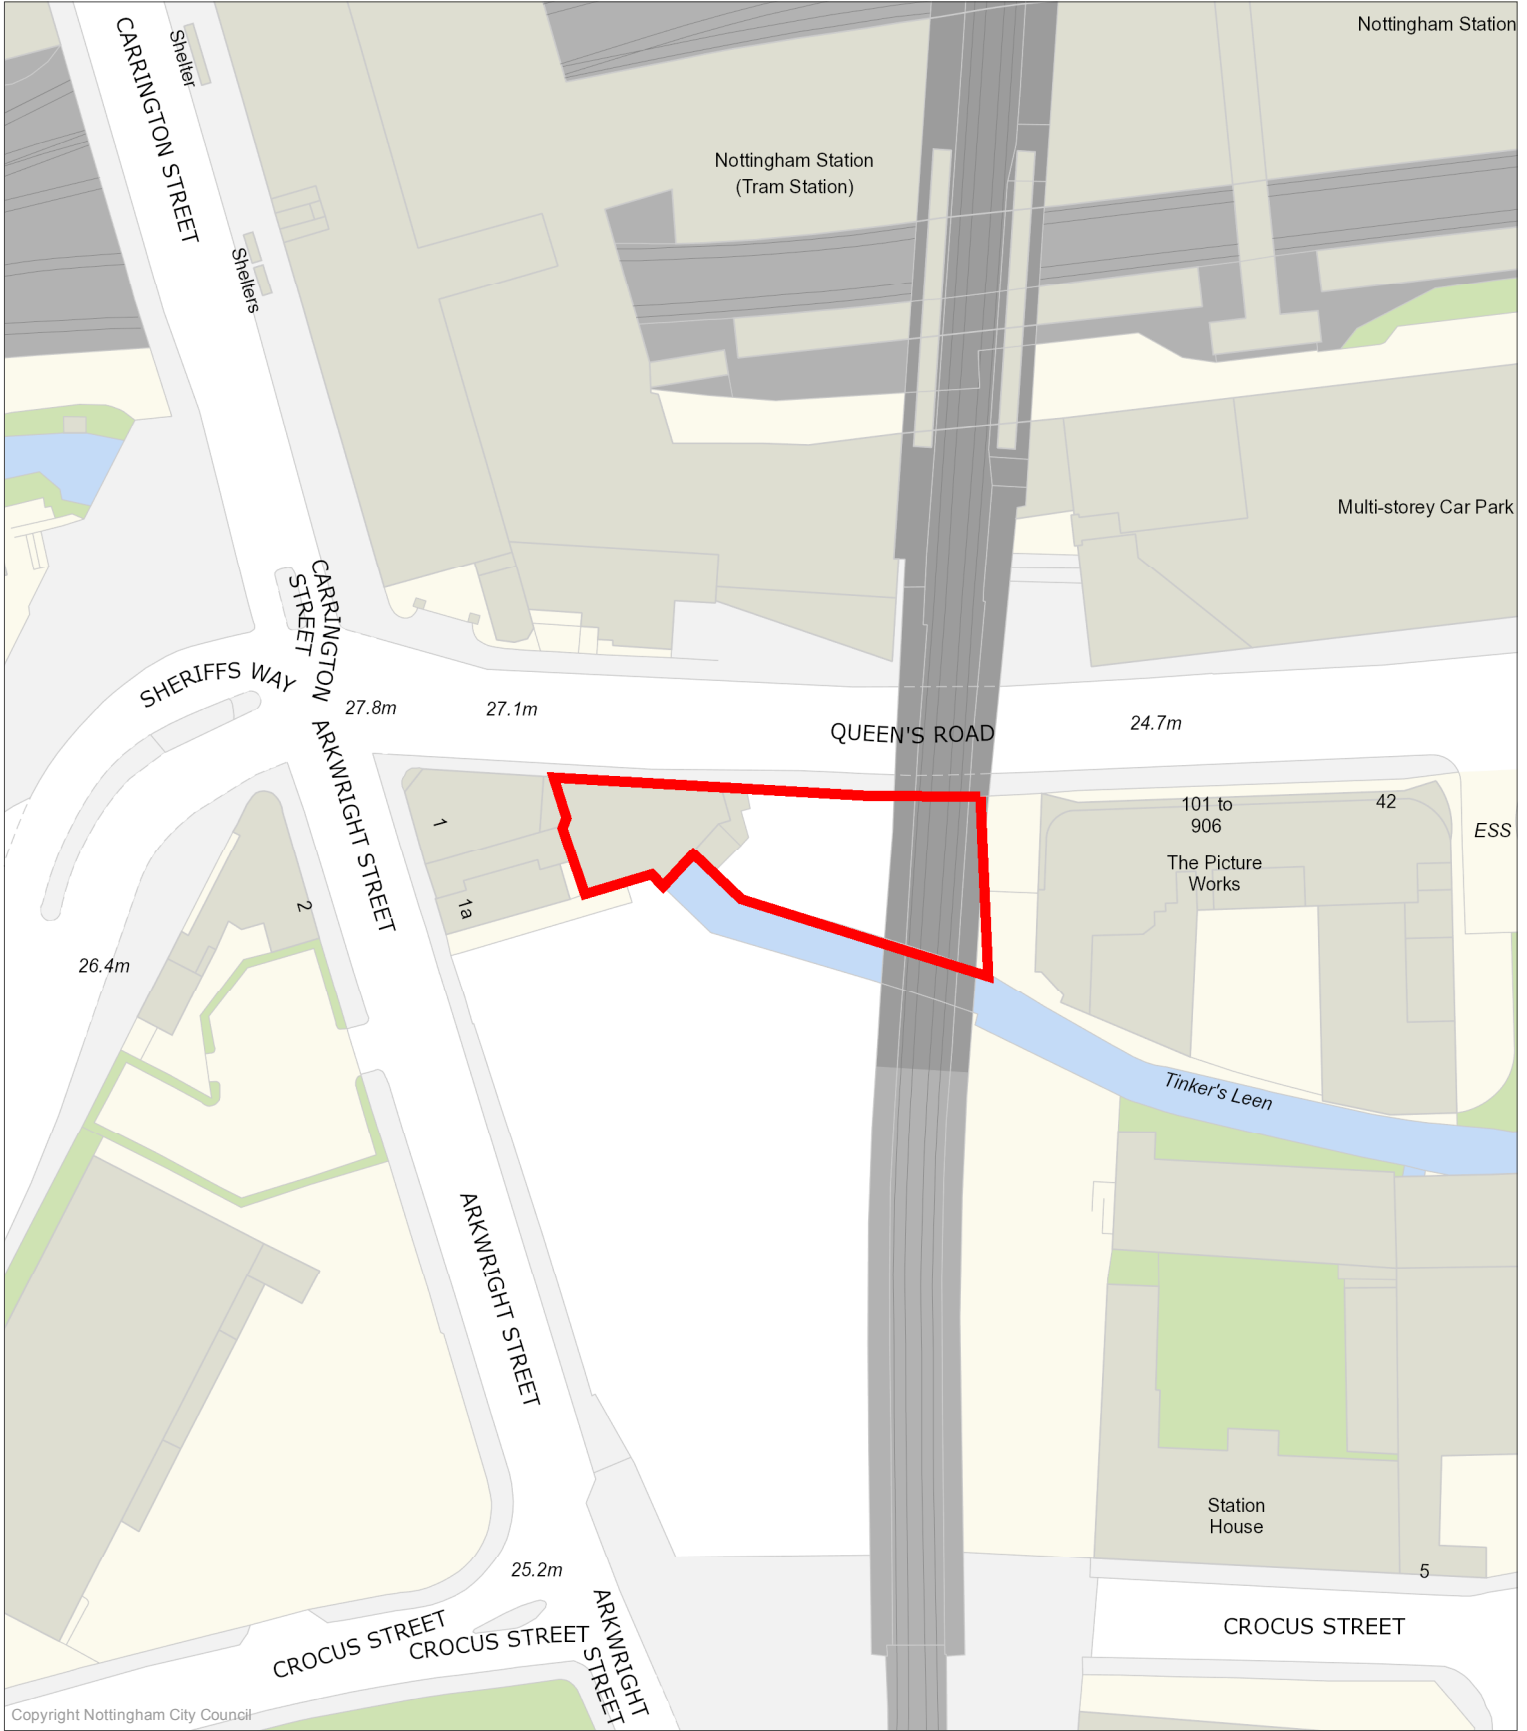 Nottingham Station
CARRINGTON STREET
Shelter
Nottingham Station
(Tram Station)
Shelters
Multi-storey Car Park
CARRINGTON
STREET
CARRINGTON
SHERIFFS WAY
27.8m
27.1m
QUEEN'S ROAD
24.7m
ARKWRIGHT STREET
1
101 to
906
42
ESS
The Picture
Works
2
1a
26.4m
Tinker's Leen
ARKWRIGHT STREET
Station
House
25.2m
5
CROCUS STREET
CROCUS STREET
ARKWRIGHT
STREET
CROCUS STREET
Copyright Nottingham City Council